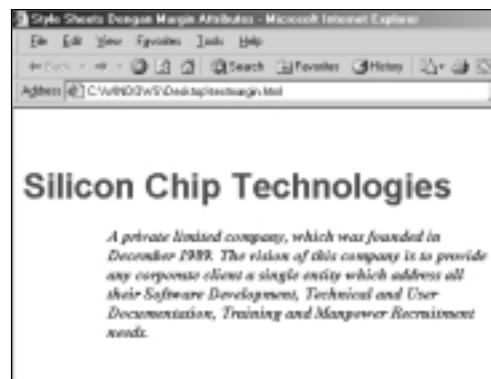 Style Sheets Dengan Margin Attributes - Microsoft Internet Explorer
File Edit View Favorites Tools Help
Back Search Favorites History
Address C:\WINDOWS\Desktop\testmargin.html
Silicon Chip Technologies
A private limited company, which was founded in
December 1989. The vision of this company is to provide
any corporate client a single entity which address all
their Software Development, Technical and User
Documentation, Training and Manpower Recruitment
needs.